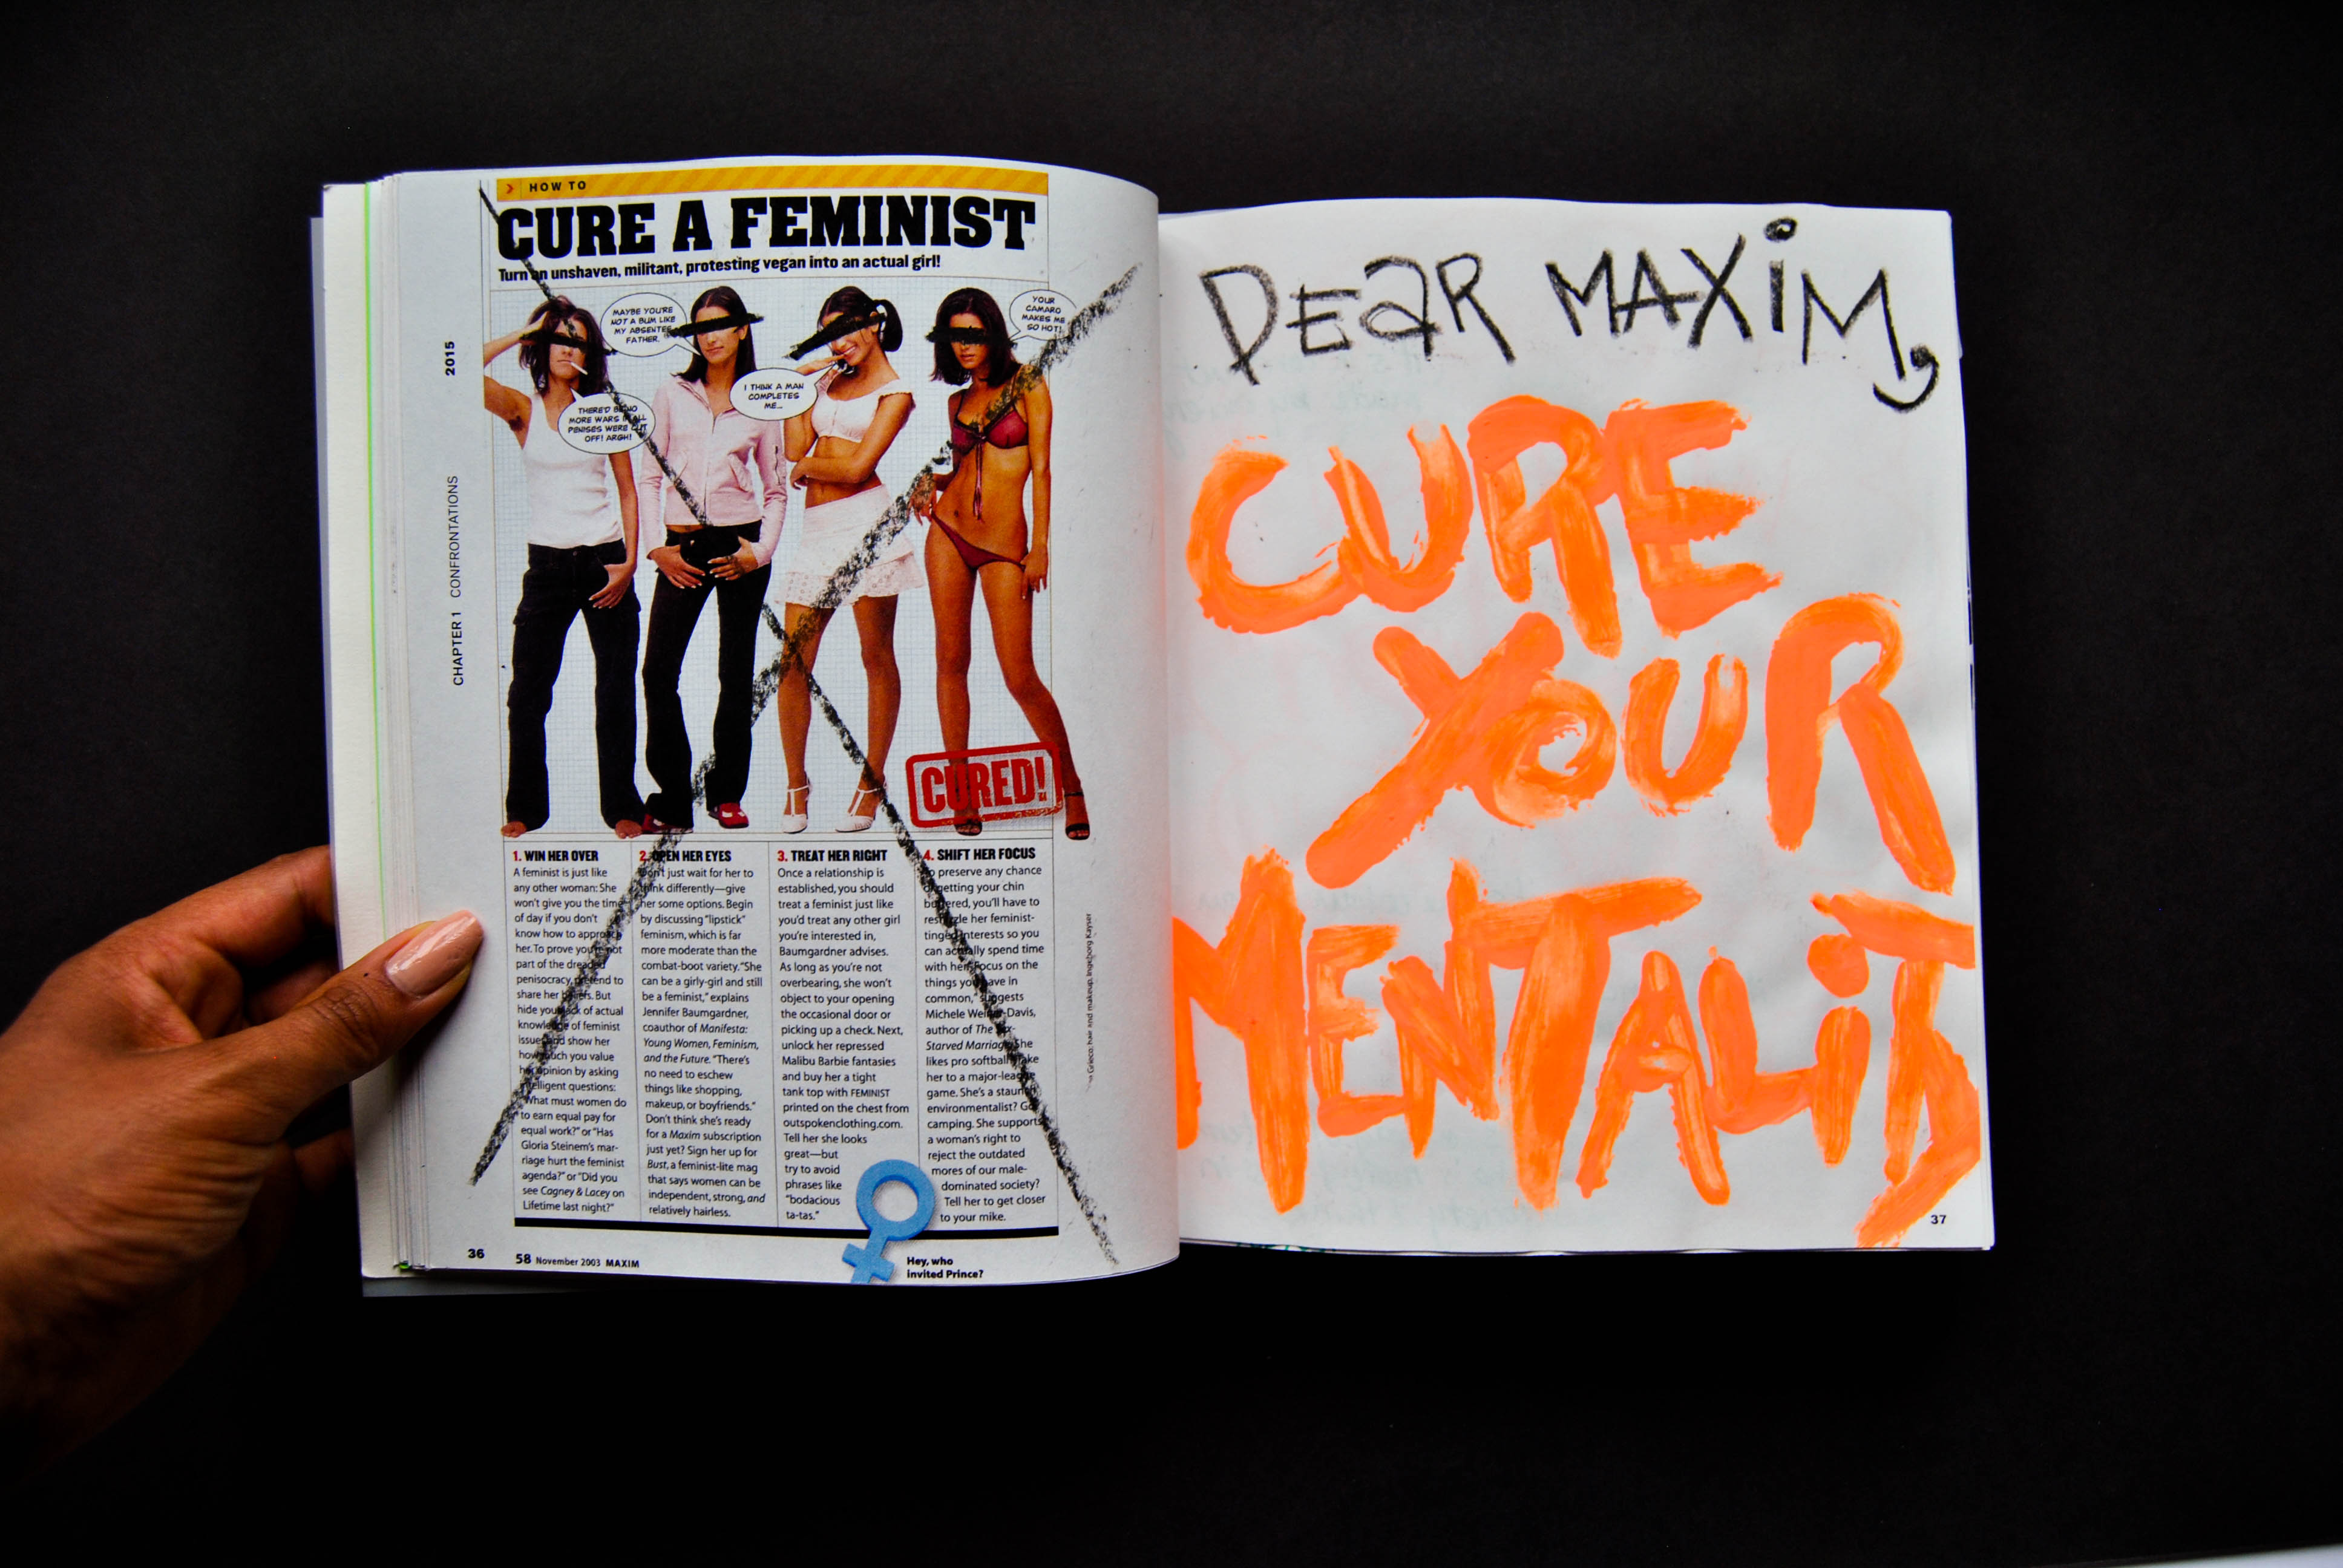 HOW TO
CURE A FEMINIST
Turn an unshaven, militant, protesting vegan into an actual girl!
2015
CHAPTER 1 CONFRONTATIONS
THERE'D BE NO
MORE WARS IF ALL
PENISES WERE CUT
OFF! ARGH!
MAYBE YOU'RE
NOT A BUM LIKE
MY ABSENTEE
FATHER.
I THINK A MAN
COMPLETES
ME...
YOUR
CAMARO
MAKES ME
SO HOT!
CURED!
1. WIN HER OVER
A feminist is just like
any other woman: She
won't give you the time
of day if you don't
know how to approach
her. To prove you're not
part of the dreaded
penisocracy, pretend to
share her beliefs. But
hide your lack of actual
knowledge of feminist
issues and show her
how much you value
her opinion by asking
intelligent questions:
"What must women do
to earn equal pay for
equal work?" or "Has
Gloria Steinem's mar-
riage hurt the feminist
agenda?" or "Did you
see Cagney & Lacey on
Lifetime last night?"
2. OPEN HER EYES
Don't just wait for her to
think differently—give
her some options. Begin
by discussing "lipstick"
feminism, which is far
more moderate than the
combat-boot variety. "She
can be a girly-girl and still
be a feminist," explains
Jennifer Baumgardner,
coauthor of Manifesta:
Young Women, Feminism,
and the Future. "There's
no need to eschew
things like shopping,
makeup, or boyfriends."
Don't think she's ready
for a Maxim subscription
just yet? Sign her up for
Bust, a feminist-lite mag
that says women can be
independent, strong, and
relatively hairless.
3. TREAT HER RIGHT
Once a relationship is
established, you should
treat a feminist just like
you'd treat any other girl
you're interested in,
Baumgardner advises.
As long as you're not
overbearing, she won't
object to your opening
the occasional door or
picking up a check. Next,
unlock her repressed
Malibu Barbie fantasies
and buy her a tight
tank top with FEMINIST
printed on the chest from
outspokenclothing.com.
Tell her she looks
great—but
try to avoid
phrases like
"bodacious
ta-tas."
4. SHIFT HER FOCUS
To preserve any chance
of getting your chin
buttered, you'll have to
rejiggle her feminist-
tinged interests so you
can actually spend time
with her. "Focus on the
things you have in
common," suggests
Michele Weiner-Davis,
author of The Sex-
Starved Marriage. She
likes pro softball? Take
her to a major-league
game. She's a staunch
environmentalist? Go
camping. She supports
a woman's right to
reject the outdated
mores of our male-
dominated society?
Tell her to get closer
to your mike.
Grieco; hair and makeup, Ingeborg Kayser
36
58 November 2003 MAXIM
Hey, who
invited Prince?
DEAR MAXIM,
CURE
YOUR
MENTALITY
37